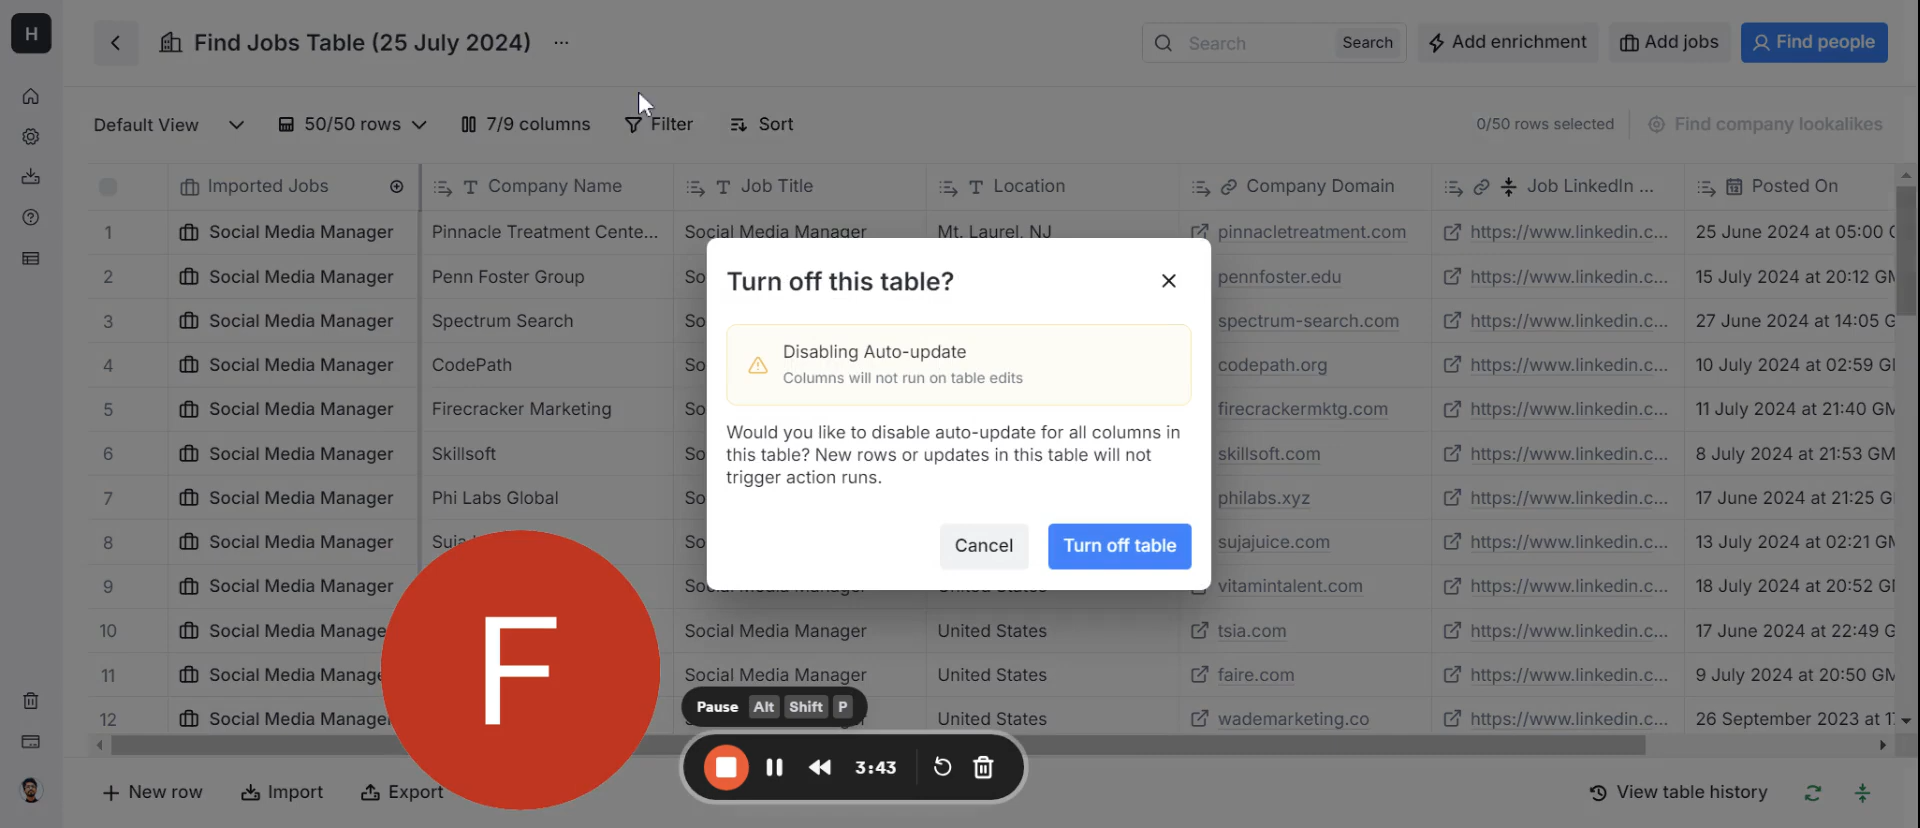 H
Find Jobs Table (25 July 2024) ...
Search
Search
Add enrichment
Add jobs
Find people
Default View
50/50 rows
7/9 columns
Filter
Sort
0/50 rows selected
Find company lookalikes
Imported Jobs
T Company Name
T Job Title
T Location
Company Domain
Job LinkedIn ...
Posted On
1 Social Media Manager Pinnacle Treatment Cente... Social Media Manager Mt. Laurel, NJ pinnacletreatment.com https://www.linkedin.c... 25 June 2024 at 05:00
2 Social Media Manager Penn Foster Group So pennfoster.edu https://www.linkedin.c... 15 July 2024 at 20:12 GM
3 Social Media Manager Spectrum Search So spectrum-search.com https://www.linkedin.c... 27 June 2024 at 14:05 G
4 Social Media Manager CodePath So codepath.org https://www.linkedin.c... 10 July 2024 at 02:59 G
5 Social Media Manager Firecracker Marketing So firecrackermktg.com https://www.linkedin.c... 11 July 2024 at 21:40 GM
6 Social Media Manager Skillsoft So skillsoft.com https://www.linkedin.c... 8 July 2024 at 21:53 GM
7 Social Media Manager Phi Labs Global So philabs.xyz https://www.linkedin.c... 17 June 2024 at 21:25 G
8 Social Media Manager So sujajuice.com https://www.linkedin.c... 13 July 2024 at 02:21 GM
9 Social Media Manager vitamintalent.com https://www.linkedin.c... 18 July 2024 at 20:52 G
10 Social Media Manage Social Media Manager United States tsia.com https://www.linkedin.c... 17 June 2024 at 22:49 G
11 Social Media Manage Social Media Manager United States faire.com https://www.linkedin.c... 9 July 2024 at 20:50 GM
12 Social Media Manage United States wademarketing.co https://www.linkedin.c... 26 September 2023 at
Turn off this table?
Disabling Auto-update
Columns will not run on table edits
Would you like to disable auto-update for all columns in
this table? New rows or updates in this table will not
trigger action runs.
Cancel
Turn off table
F
Pause Alt Shift P
3:43
New row
Import
Export
View table history